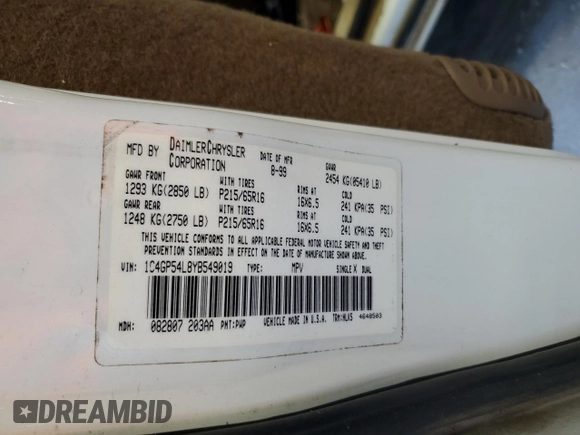 MFD BY DAIMLERCHRYSLER CORPORATION DATE OF MFR 8-99 GAWR 2454 KG(05410 LB)
GAWR FRONT WITH TIRES RIMS AT COLD
1293 KG(2850 LB) P215/65R16 16X6.5 241 KPA(35 PSI)
GAWR REAR WITH TIRES RIMS AT COLD
1248 KG(2750 LB) P215/65R16 16X6.5 241 KPA(35 PSI)
THIS VEHICLE CONFORMS TO ALL APPLICABLE FEDERAL MOTOR VEHICLE SAFETY AND THEFT
PREVENTION STANDARDS IN EFFECT ON THE DATE OF MANUFACTURE SHOWN ABOVE.
VIN: 1C4GP54L8YB549019 TYPE: MPV SINGLE X DUAL
MDH: 082807 203AA PNT:PWP VEHICLE MADE IN U.S.A. TRM:HLV5 4648503
DREAMBID